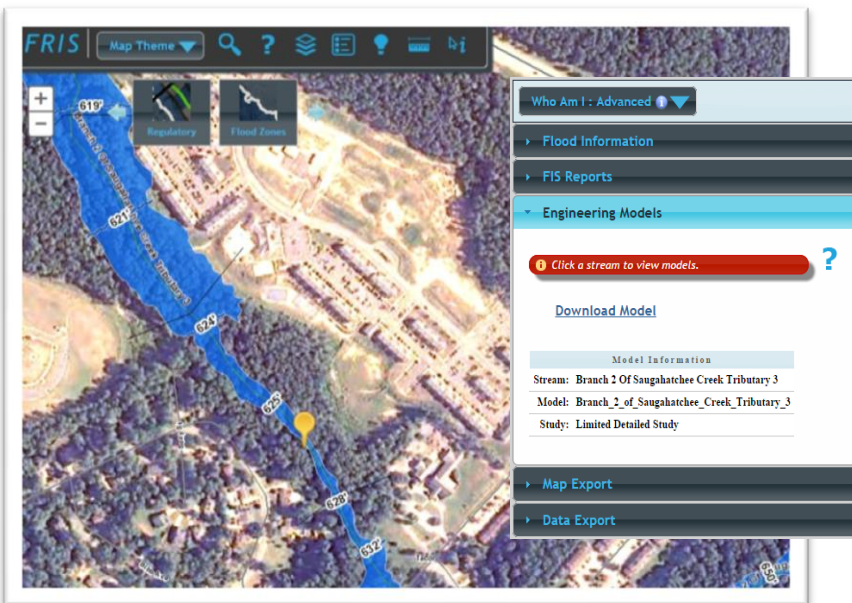 FRIS
Map Theme
?
i
+
−
Regulatory
Flood Zones
619'
621'
624'
625'
628'
632'
650'
Who Am I : Advanced i
Flood Information
FIS Reports
Engineering Models
i Click a stream to view models.
?
Download Model
Model Information
Stream: Branch 2 Of Saugahatchee Creek Tributary 3
Model: Branch_2_of_Saugahatchee_Creek_Tributary_3
Study: Limited Detailed Study
Map Export
Data Export